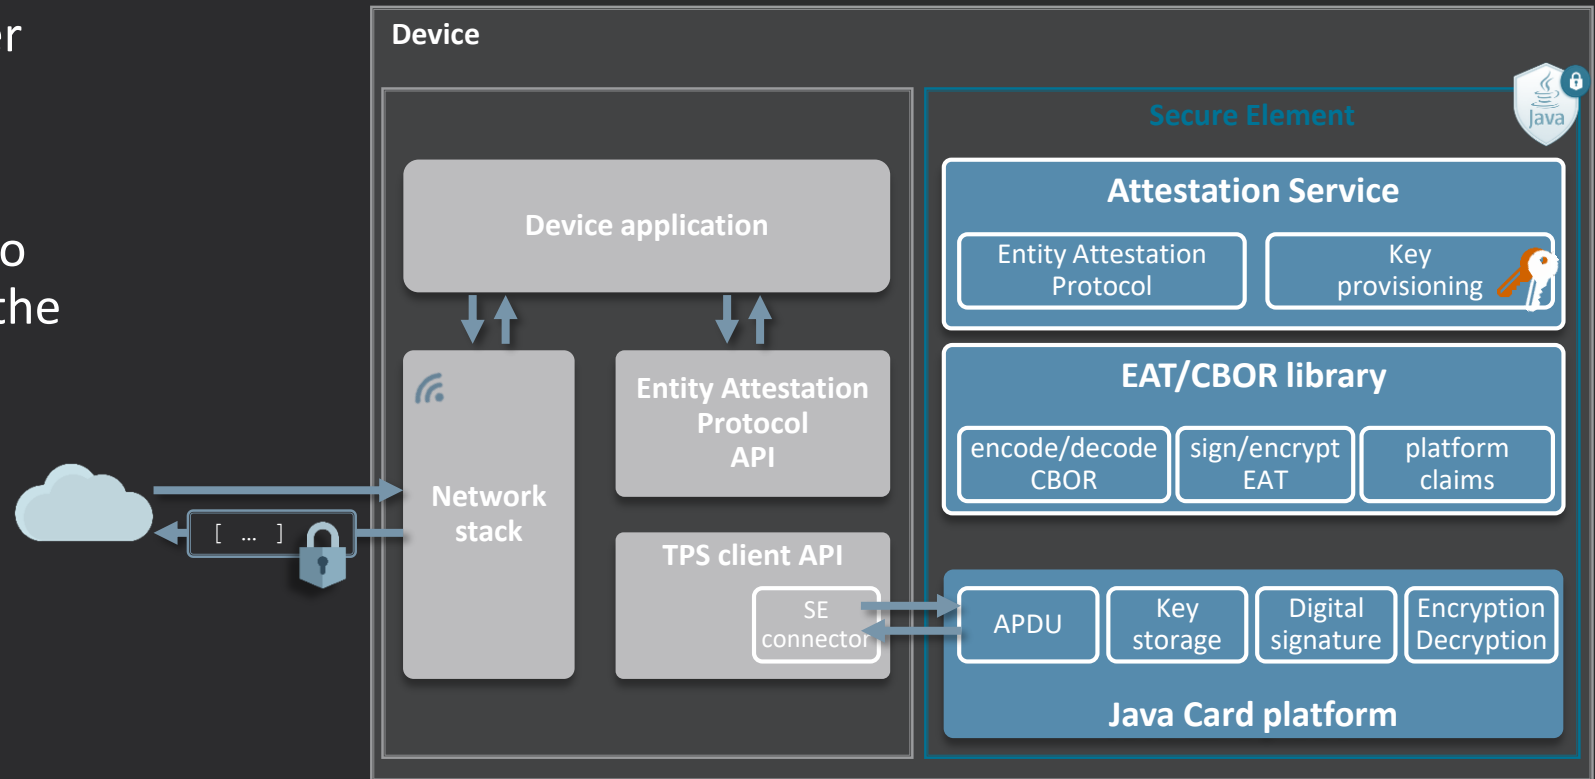 er
o
the
Device
Secure Element
Java
Device application
Network
stack
[ … ]
Entity Attestation
Protocol
API
TPS client API
SE
connector
Attestation Service
Entity Attestation
Protocol
Key
provisioning
EAT/CBOR library
encode/decode
CBOR
sign/encrypt
EAT
platform
claims
APDU
Key
storage
Digital
signature
Encryption
Decryption
Java Card platform